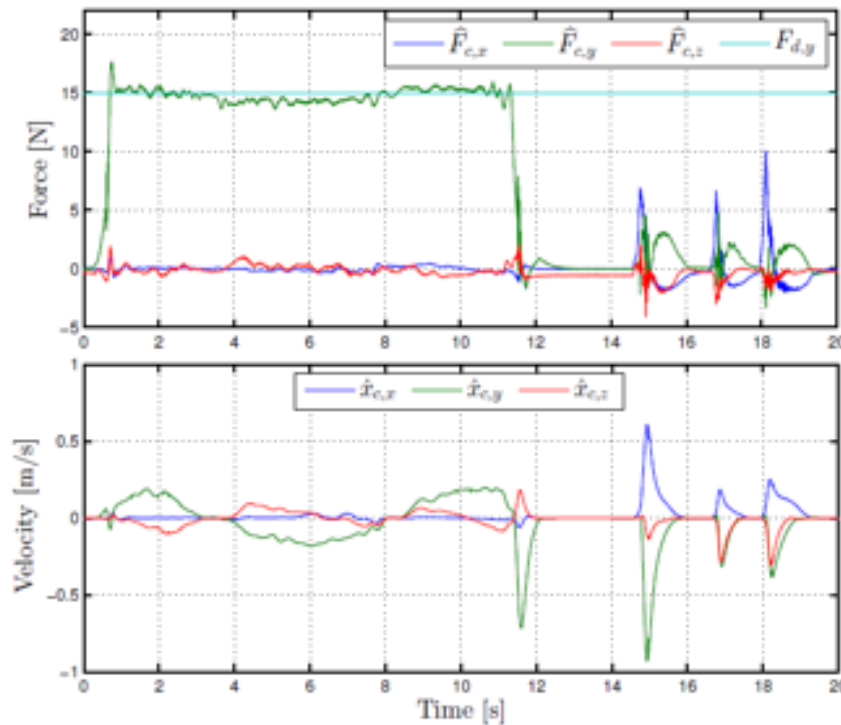 F̂c,x F̂c,y F̂c,z Fd,y
Force [N]
20
15
10
5
0
−5
0 2 4 6 8 10 12 14 16 18 20
x̂c,x x̂c,y x̂c,z
Velocity [m/s]
1
0.5
0
−0.5
−1
0 2 4 6 8 10 12 14 16 18 20
Time [s]